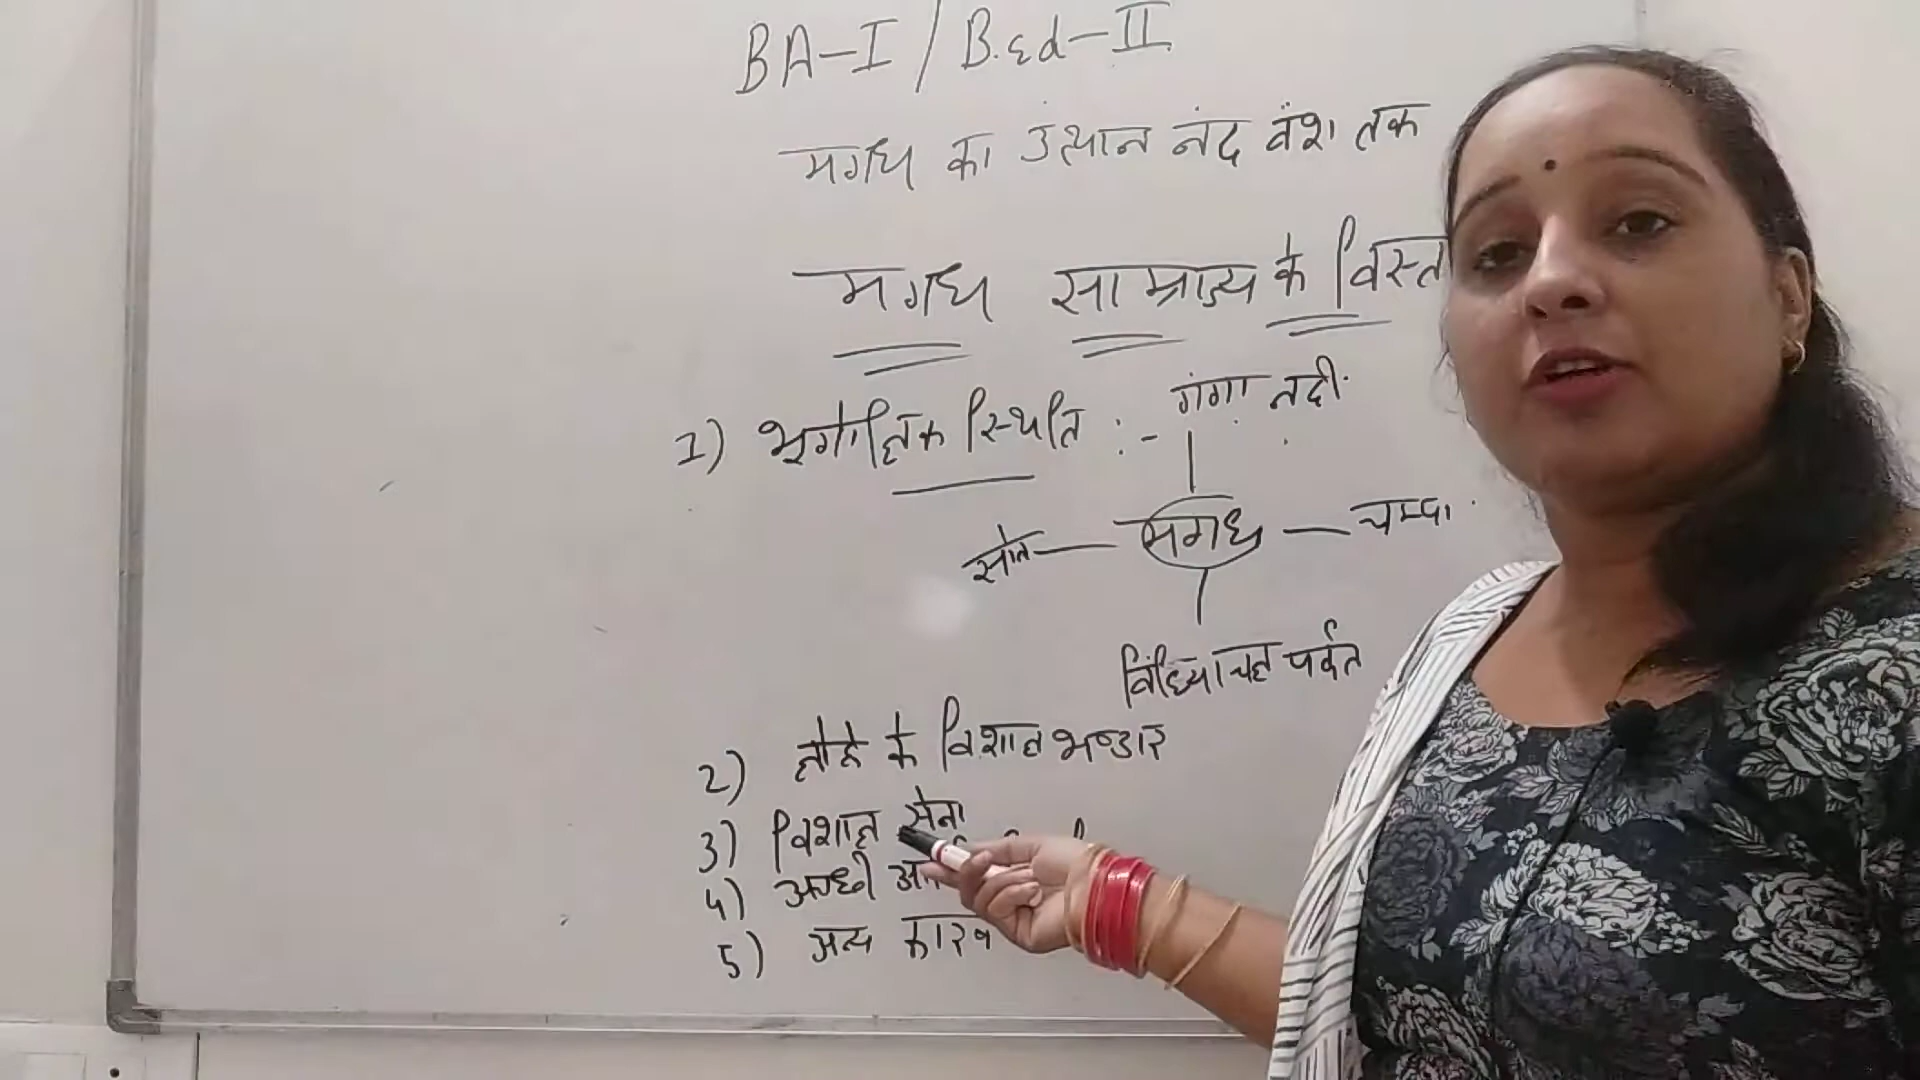 BA-I / B.ed-II
मगध का उत्थान नंद वंश तक
मगध साम्राज्य के विस्त
1) भूगोलिक स्थिति :- गंगा नदी
सोन — मगध — चम्पा
विंध्याचल पर्वत
2) लोहे के विशाल भण्डार
3) विशाल सेना
4) अच्छी
5) अन्य कारण